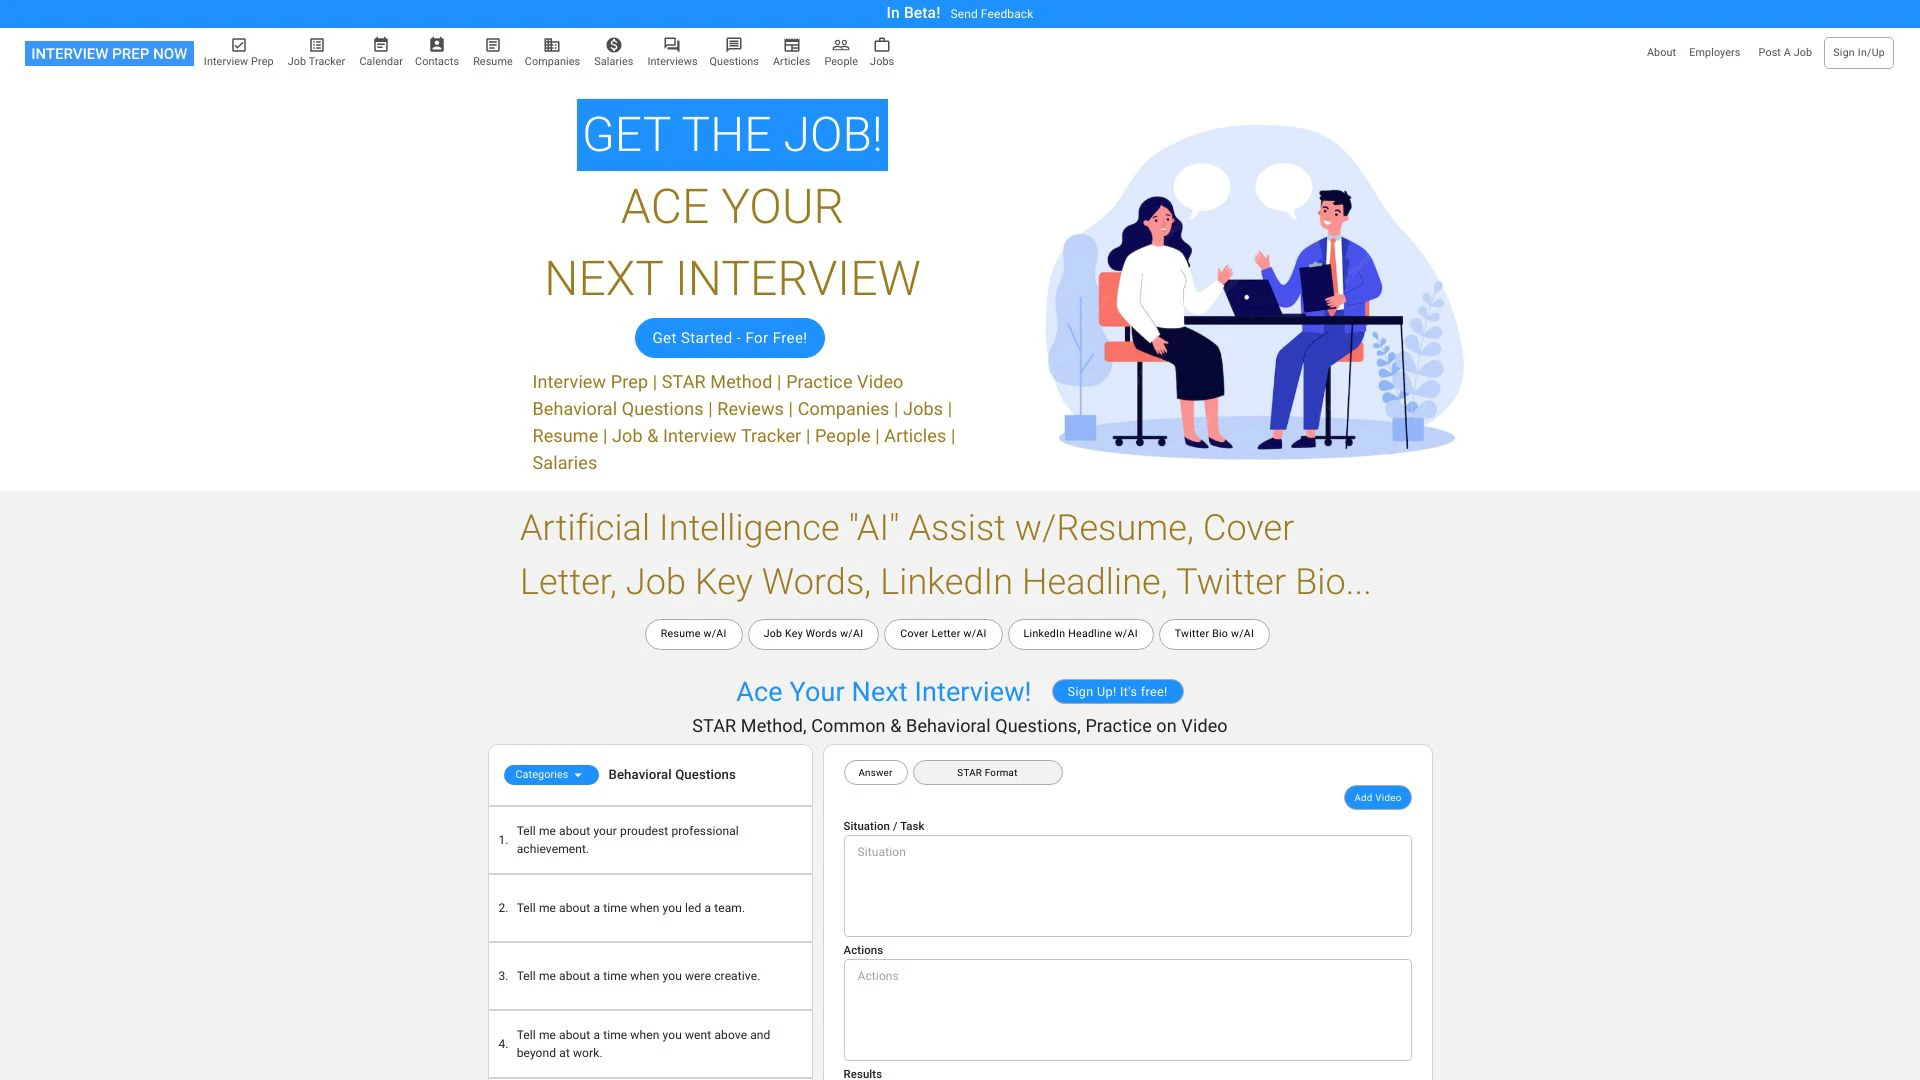 In Beta! Send Feedback
INTERVIEW PREP NOW
Interview Prep
Job Tracker
Calendar
Contacts
Resume
Companies
Salaries
Interviews
Questions
Articles
People
Jobs
About
Employers
Post A Job
Sign In/Up
GET THE JOB!
ACE YOUR
NEXT INTERVIEW
Get Started - For Free!
Interview Prep | STAR Method | Practice Video
Behavioral Questions | Reviews | Companies | Jobs |
Resume | Job & Interview Tracker | People | Articles |
Salaries
Artificial Intelligence "AI" Assist w/Resume, Cover
Letter, Job Key Words, LinkedIn Headline, Twitter Bio...
Resume w/AI
Job Key Words w/AI
Cover Letter w/AI
LinkedIn Headline w/AI
Twitter Bio w/AI
Ace Your Next Interview!
Sign Up! It's free!
STAR Method, Common & Behavioral Questions, Practice on Video
Categories
Behavioral Questions
1. Tell me about your proudest professional
achievement.
2. Tell me about a time when you led a team.
3. Tell me about a time when you were creative.
4. Tell me about a time when you went above and
beyond at work.
Answer
STAR Format
Add Video
Situation / Task
Situation
Actions
Actions
Results